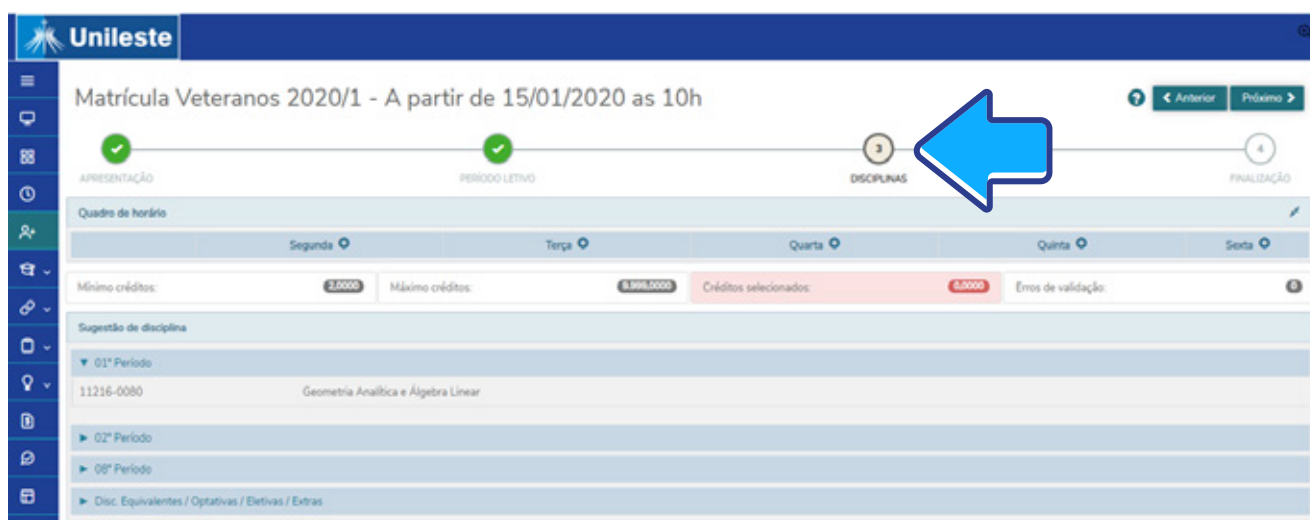 Unileste
Matrícula Veteranos 2020/1 - A partir de 15/01/2020 as 10h
? Anterior Próximo
3
4
APRESENTAÇÃO PERÍODO LETIVO DISCIPLINAS FINALIZAÇÃO
Quadro de horário
Segunda Terça Quarta Quinta Sexta
Mínimo créditos: 2,0000 Máximo créditos: 9.999,0000 Créditos selecionados: 0,0000 Erros de validação: 0
Sugestão de disciplina
01º Período
11216-0080 Geometria Analítica e Álgebra Linear
02º Período
08º Período
Disc. Equivalentes / Optativas / Eletivas / Extras